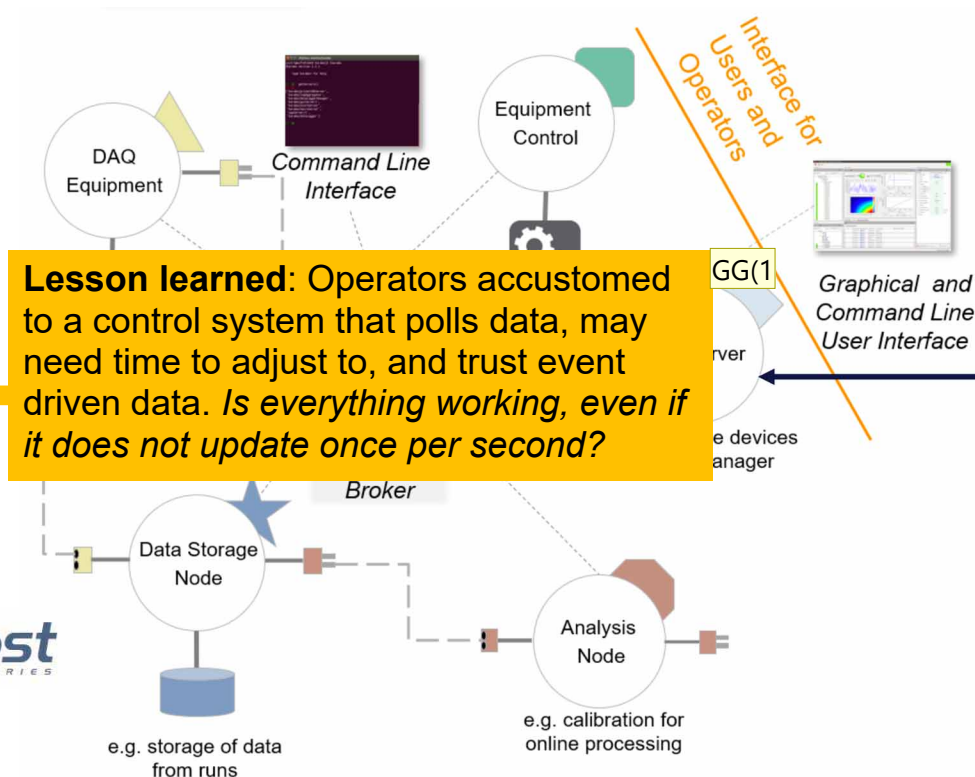 Interface for
Users and
Operators
DAQ
Equipment
Command Line
Interface
Equipment
Control
Lesson learned: Operators accustomed
to a control system that polls data, may
need time to adjust to, and trust event
driven data. Is everything working, even if
it does not update once per second?
GG(1
Graphical and
Command Line
User Interface
rver
e devices
anager
Broker
Data Storage
Node
Analysis
Node
ost
RIES
e.g. storage of data
from runs
e.g. calibration for
online processing